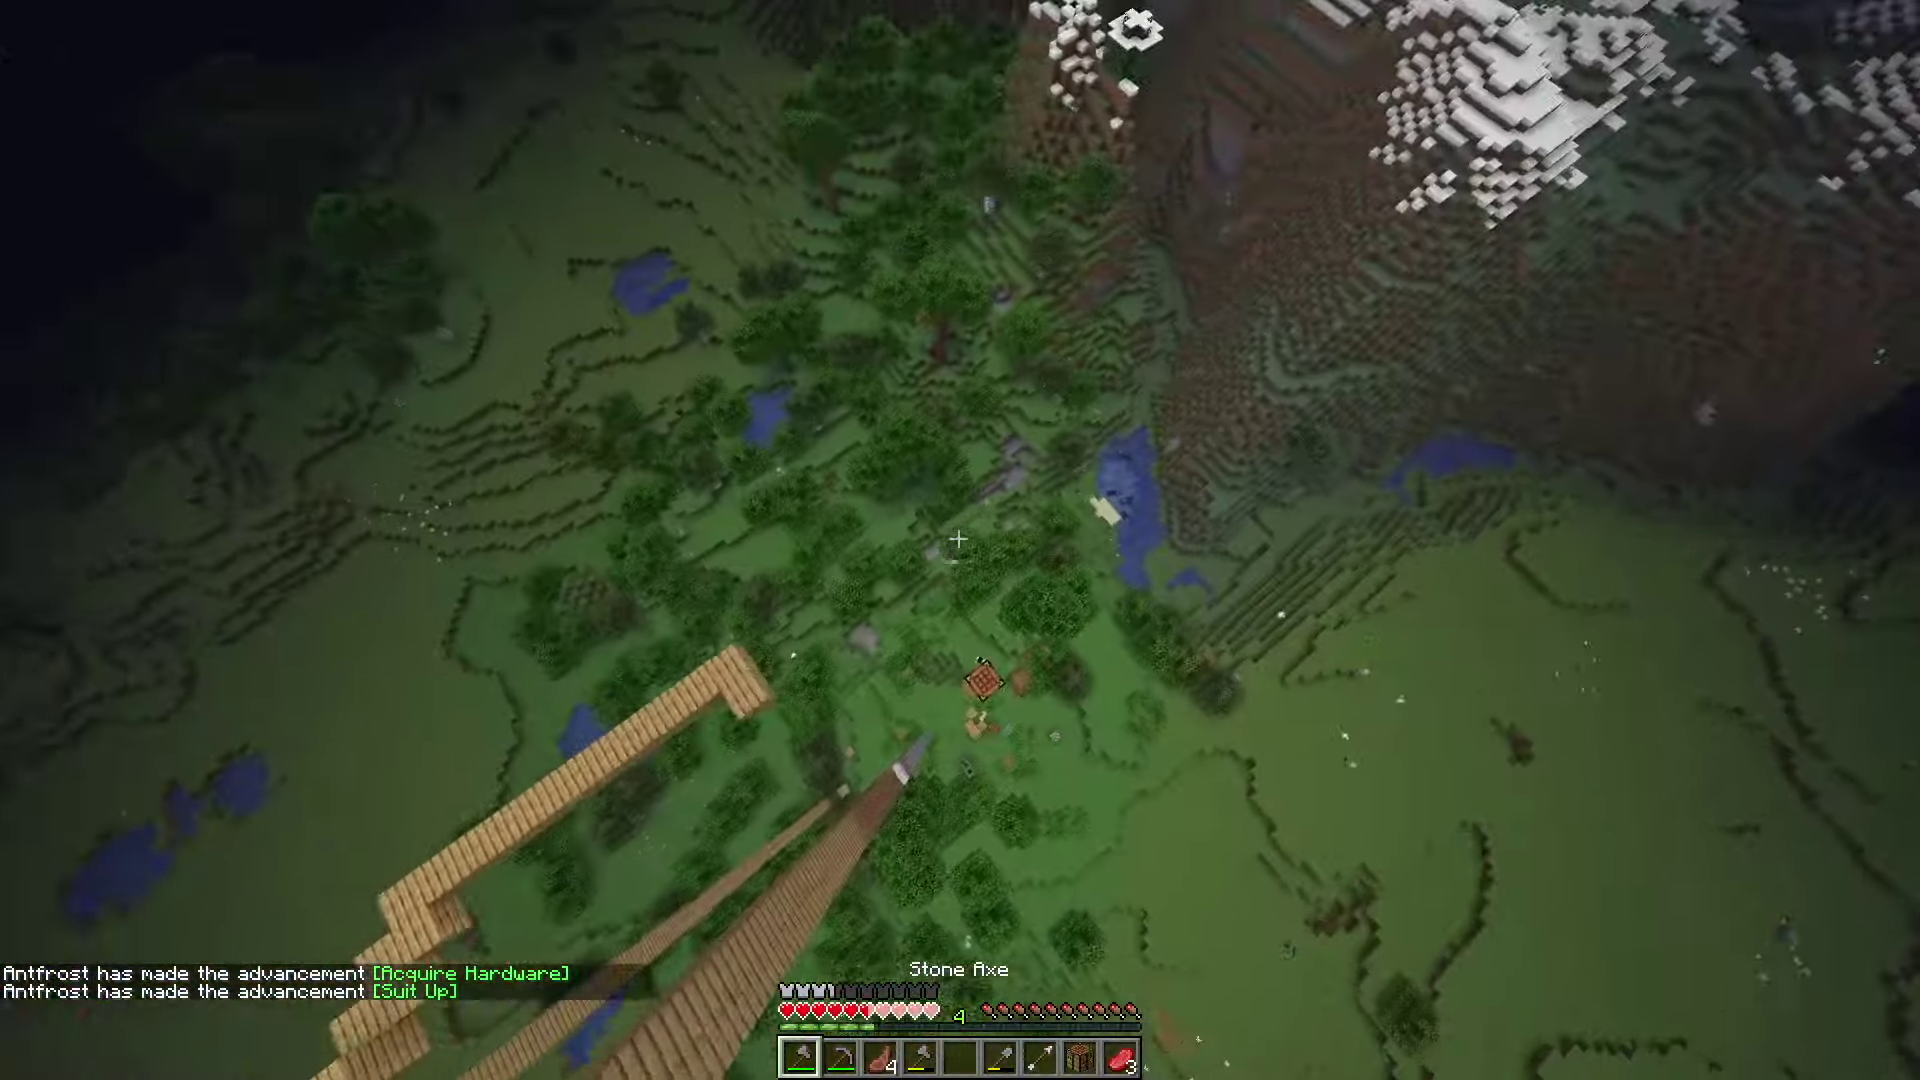 Antfrost has made the advancement [Acquire Hardware]
Antfrost has made the advancement [Suit Up]
Stone Axe
4
4
3